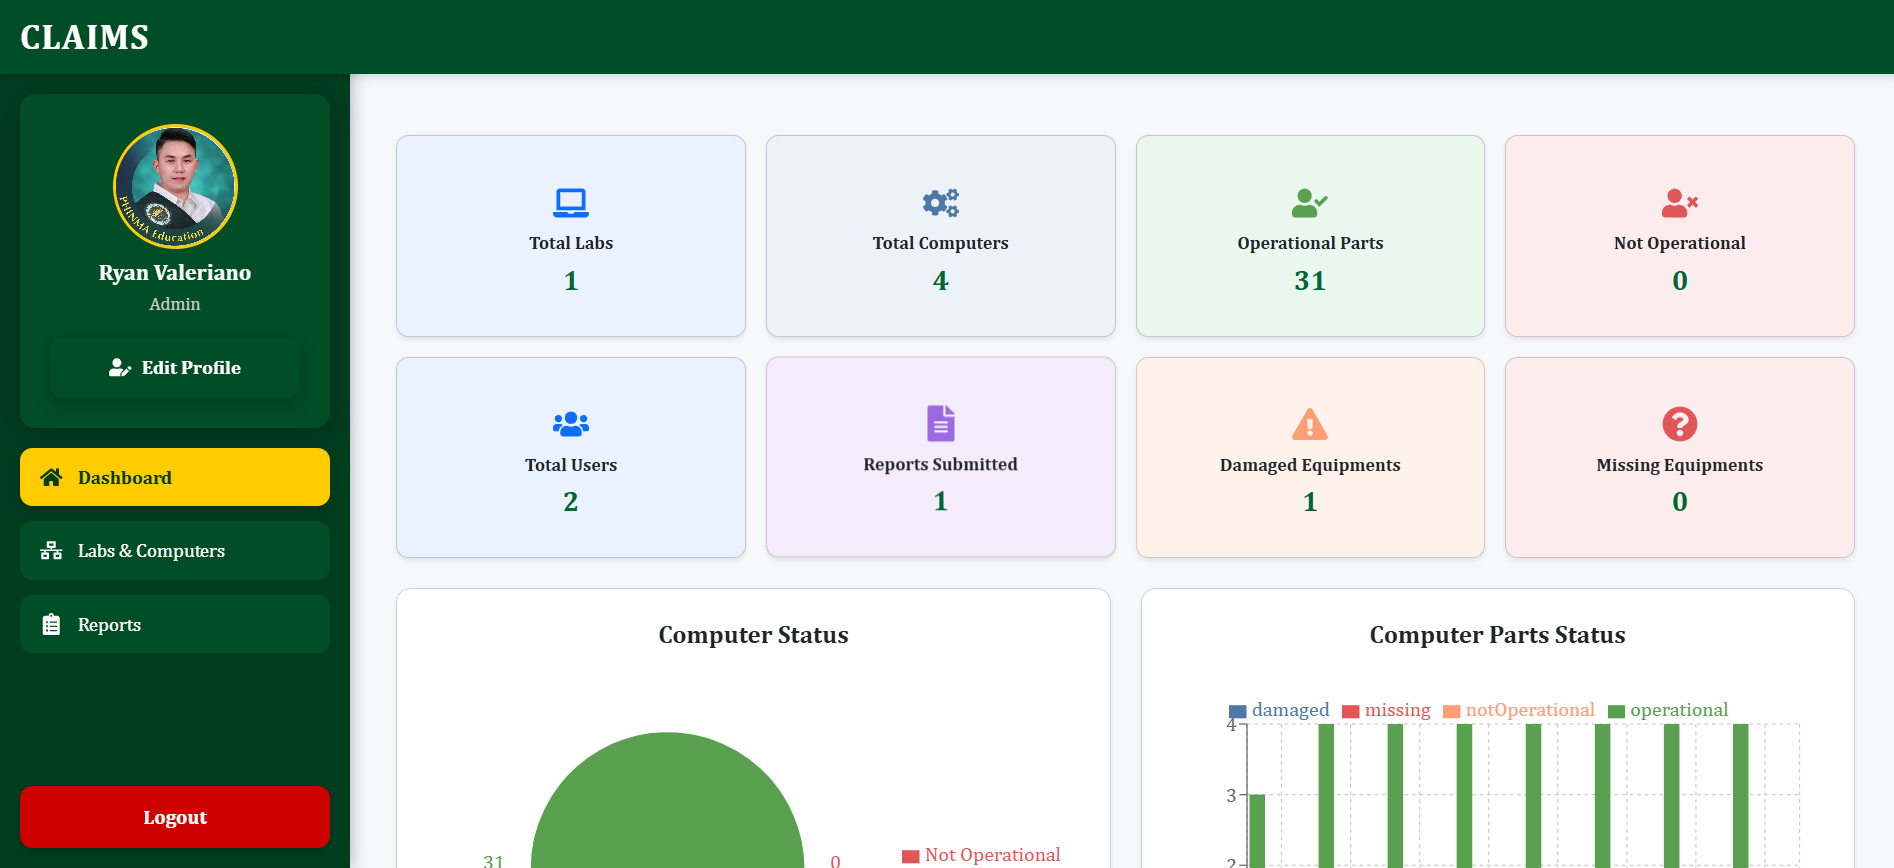 CLAIMS
PHINMA Education
Ryan Valeriano
Admin
Edit Profile
Dashboard
Labs & Computers
Reports
Logout
Total Labs
1
Total Computers
4
Operational Parts
31
Not Operational
0
Total Users
2
Reports Submitted
1
Damaged Equipments
1
Missing Equipments
0
Computer Status
31
0
Not Operational
Computer Parts Status
damaged missing notOperational operational
4
3
2